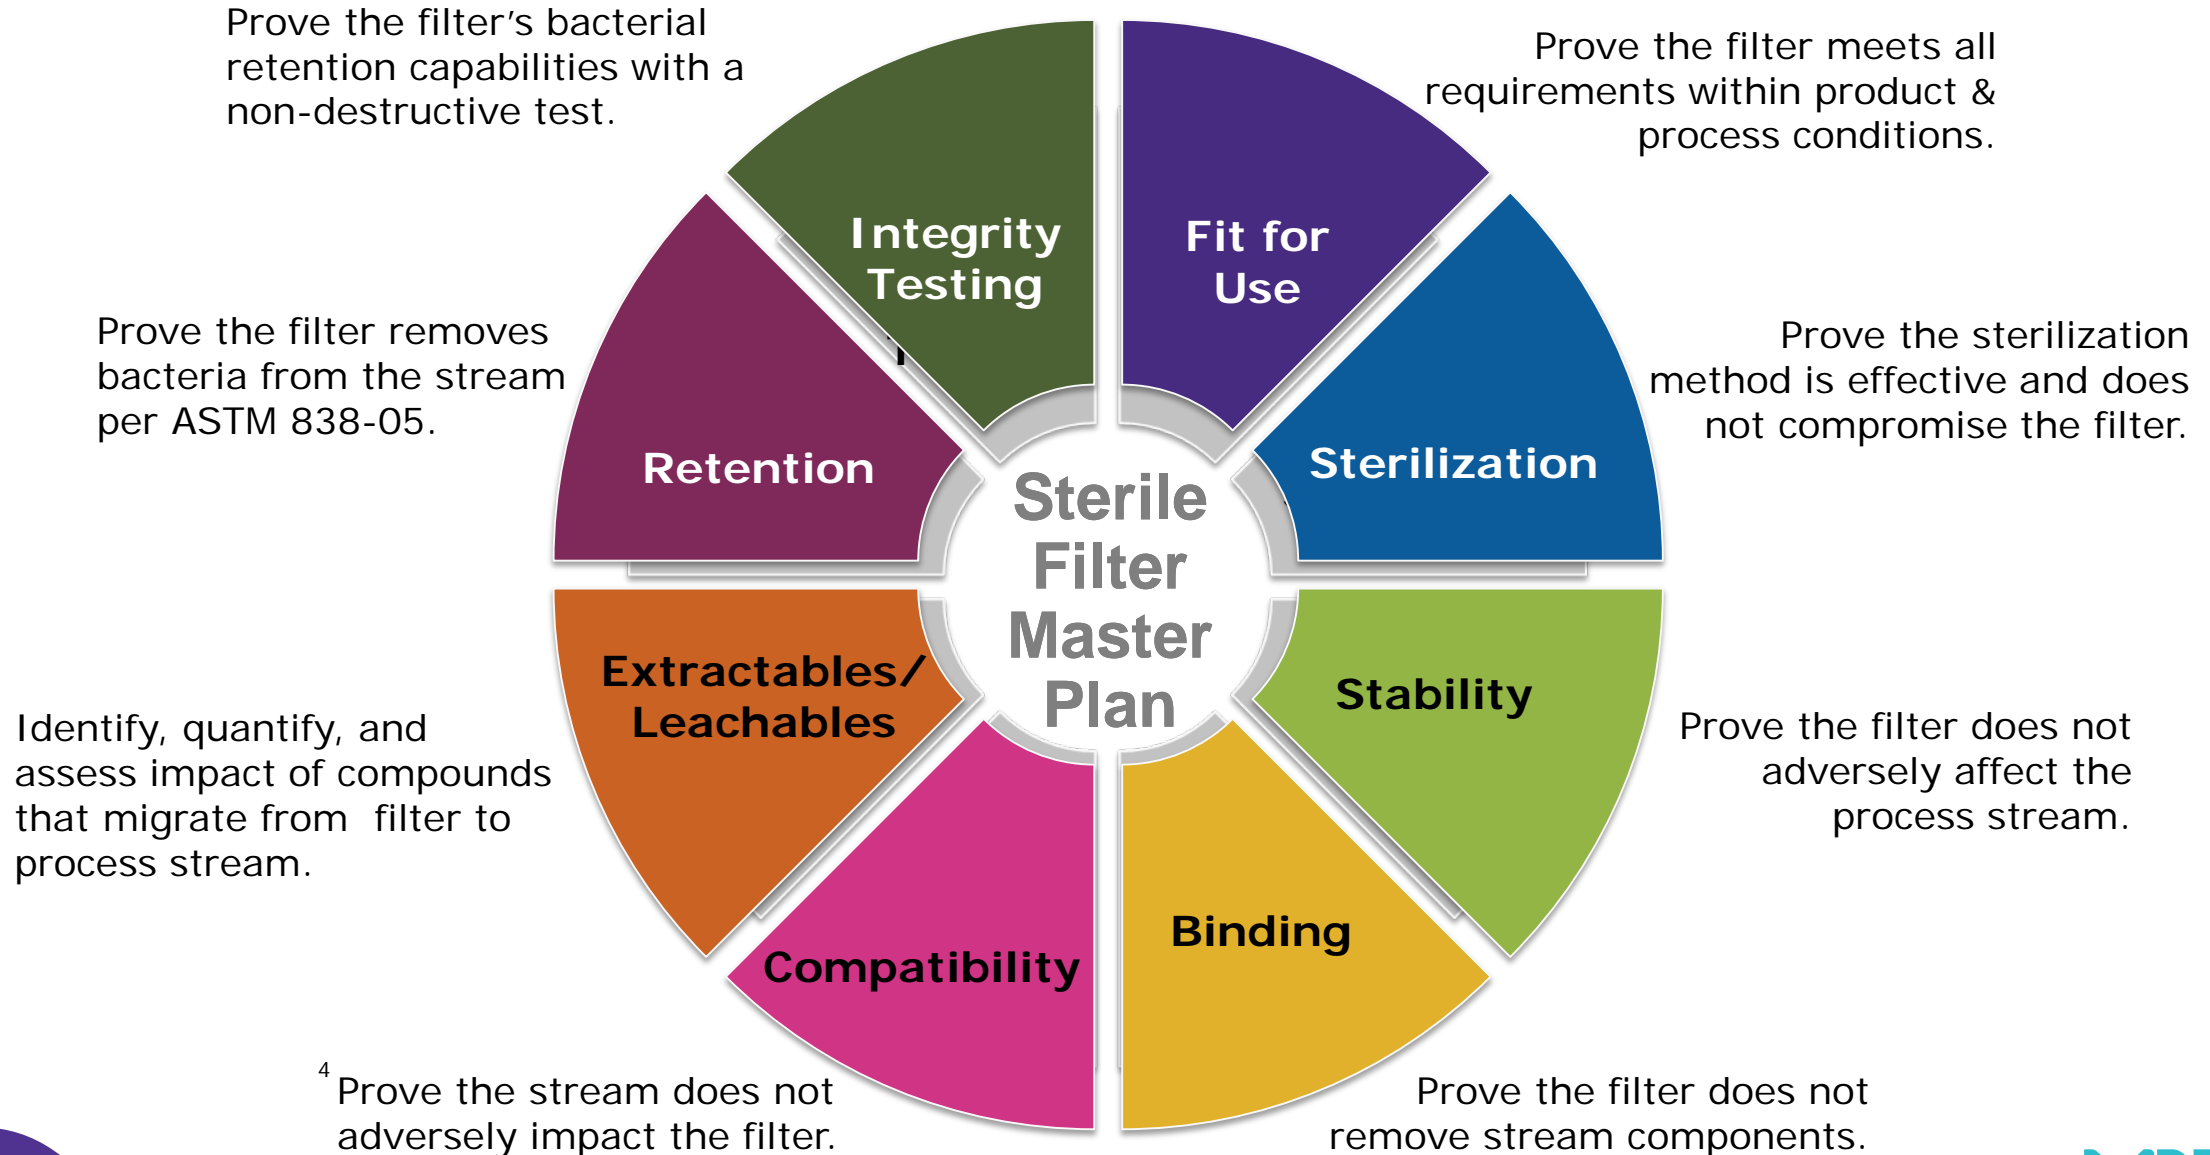 Prove the filter's bacterial
retention capabilities with a
non-destructive test.
Prove the filter meets all
requirements within product &
process conditions.
Integrity
Testing
Fit for
Use
Prove the filter removes
bacteria from the stream
per ASTM 838-05.
Prove the sterilization
method is effective and does
not compromise the filter.
Retention
Sterilization
Sterile
Filter
Master
Plan
Extractables/
Leachables
Stability
Identify, quantify, and
assess impact of compounds
that migrate from filter to
process stream.
Prove the filter does not
adversely affect the
process stream.
Compatibility
Binding
4
Prove the stream does not
adversely impact the filter.
Prove the filter does not
remove stream components.